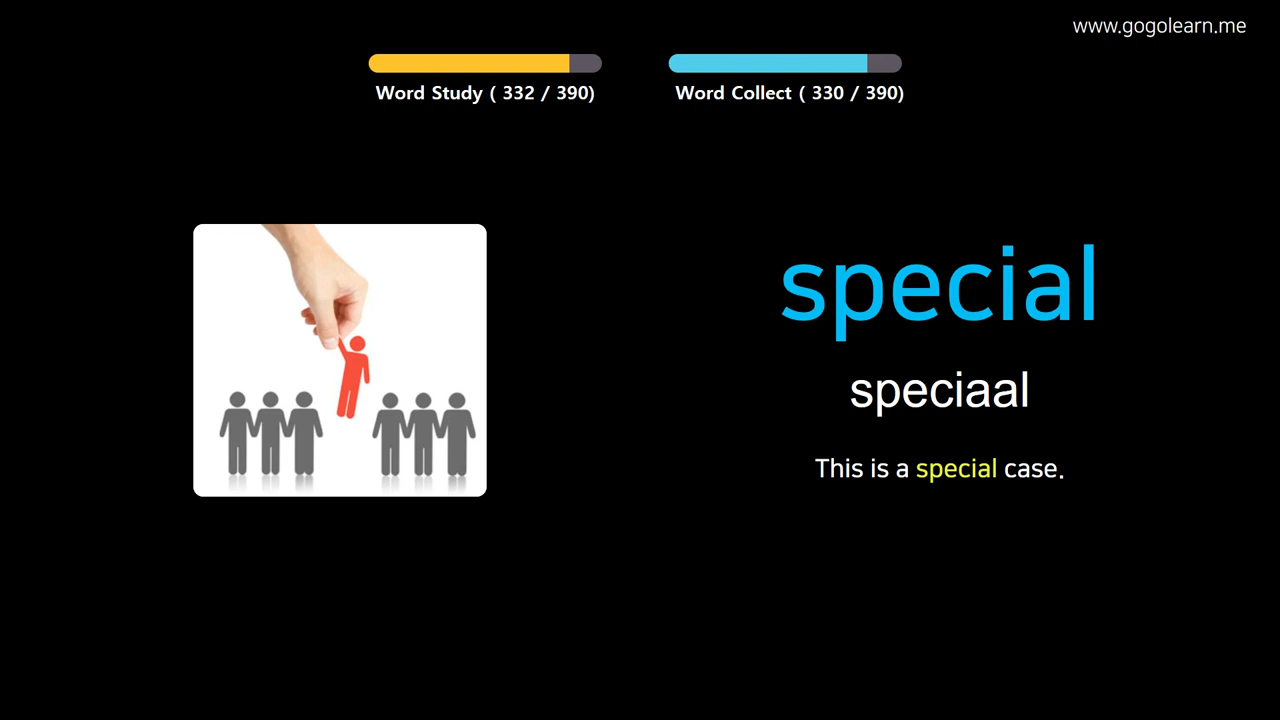 www.gogolearn.me
Word Study ( 332 / 390)
Word Collect ( 330 / 390)
special
speciaal
This is a special case.